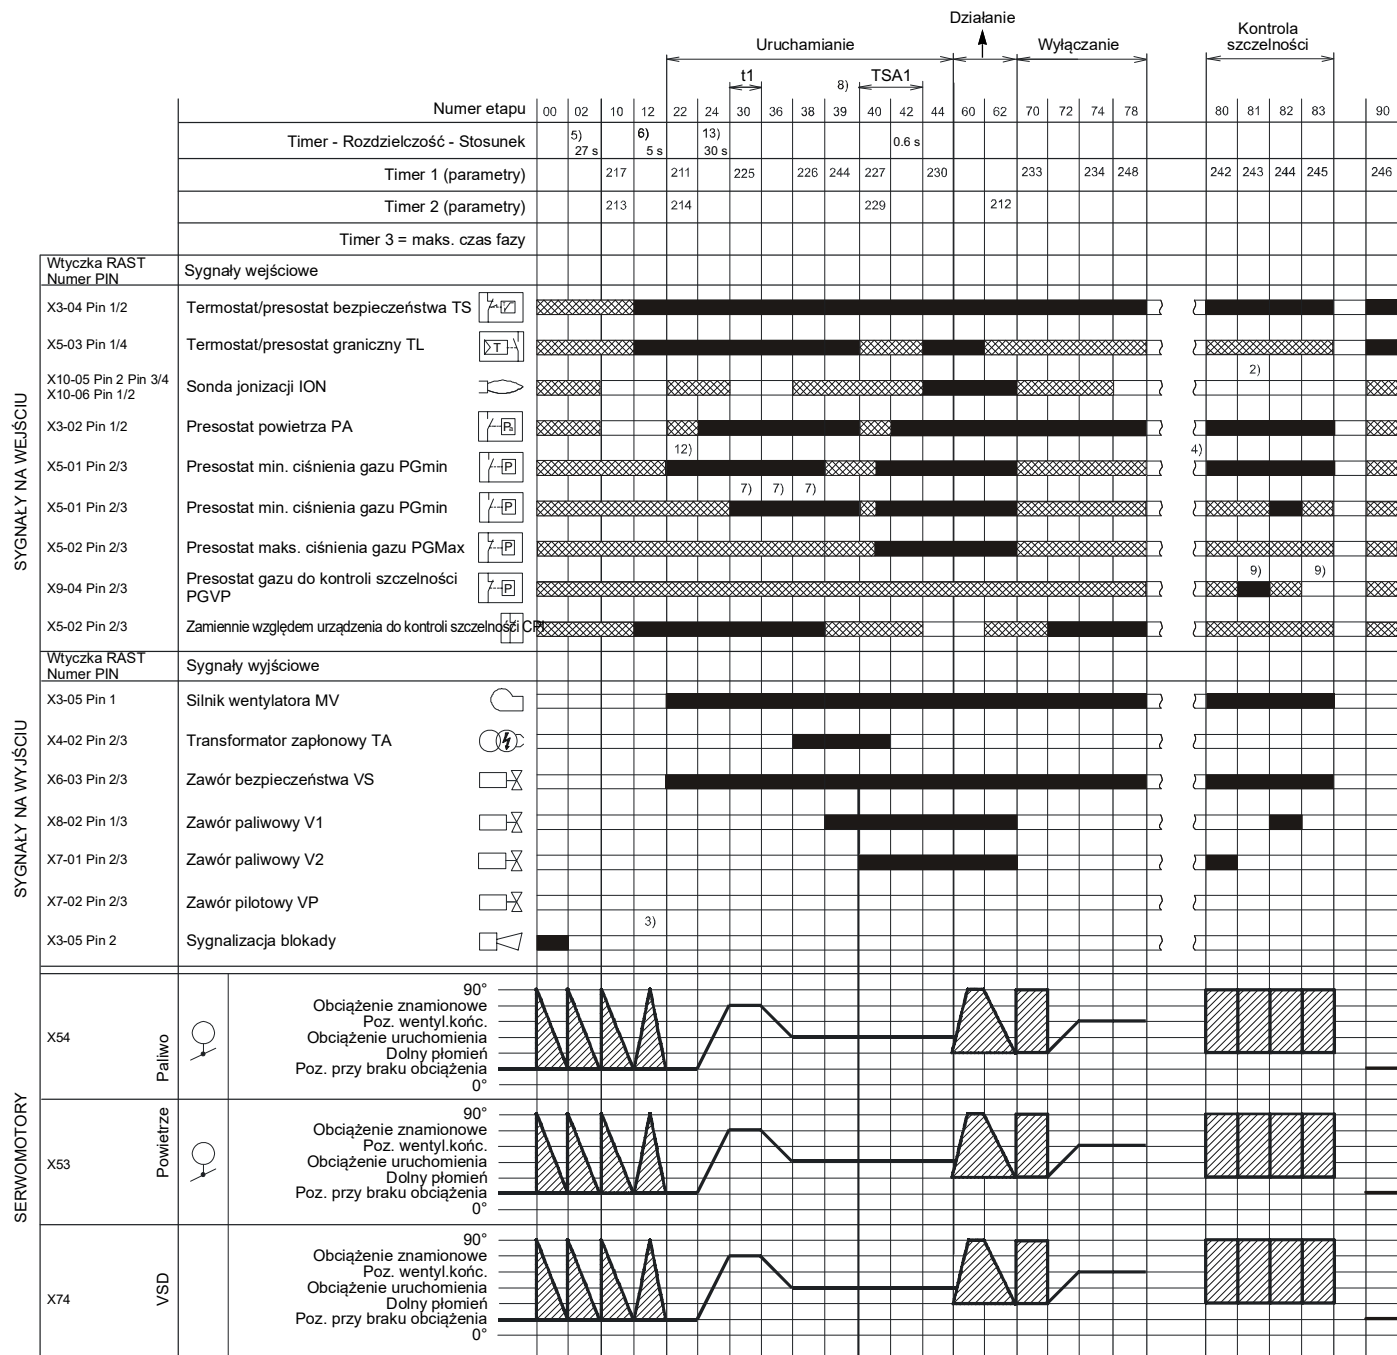 Działanie
Uruchamianie
Wyłączanie
Kontrola
szczelności
t1
8)
TSA1
Numer etapu 00 02 10 12 22 24 30 36 38 39 40 42 44 60 62 70 72 74 78 80 81 82 83 90
Timer - Rozdzielczość - Stosunek 5) 27 s 6) 5 s 13) 30 s 0.6 s
Timer 1 (parametry) 217 211 225 226 244 227 230 233 234 248 242 243 244 245 246
Timer 2 (parametry) 213 214 229 212
Timer 3 = maks. czas fazy
SYGNAŁY NA WEJŚCIU
Wtyczka RAST
Numer PIN
Sygnały wejściowe
X3-04 Pin 1/2 Termostat/presostat bezpieczeństwa TS
X5-03 Pin 1/4 Termostat/presostat graniczny TL T
2)
X10-05 Pin 2 Pin 3/4
X10-06 Pin 1/2
Sonda jonizacji ION
X3-02 Pin 1/2 Presostat powietrza PA Pa
12) 4)
X5-01 Pin 2/3 Presostat min. ciśnienia gazu PGmin P
7) 7) 7)
X5-01 Pin 2/3 Presostat min. ciśnienia gazu PGmin P
X5-02 Pin 2/3 Presostat maks. ciśnienia gazu PGMax P
9) 9)
X9-04 Pin 2/3 Presostat gazu do kontroli szczelności
PGVP P
X5-02 Pin 2/3 Zamiennie względem urządzenia do kontroli szczelności CPI
SYGNAŁY NA WYJŚCIU
Wtyczka RAST
Numer PIN
Sygnały wyjściowe
X3-05 Pin 1 Silnik wentylatora MV
X4-02 Pin 2/3 Transformator zapłonowy TA
X6-03 Pin 2/3 Zawór bezpieczeństwa VS
X8-02 Pin 1/3 Zawór paliwowy V1
X7-01 Pin 2/3 Zawór paliwowy V2
X7-02 Pin 2/3 Zawór pilotowy VP
3)
X3-05 Pin 2 Sygnalizacja blokady
SERWOMOTORY
X54
Paliwo
90°
Obciążenie znamionowe
Poz. wentyl.końc.
Obciążenie uruchomienia
Dolny płomień
Poz. przy braku obciążenia
0°
X53
Powietrze
90°
Obciążenie znamionowe
Poz. wentyl.końc.
Obciążenie uruchomienia
Dolny płomień
Poz. przy braku obciążenia
0°
X74
VSD
90°
Obciążenie znamionowe
Poz. wentyl.końc.
Obciążenie uruchomienia
Dolny płomień
Poz. przy braku obciążenia
0°